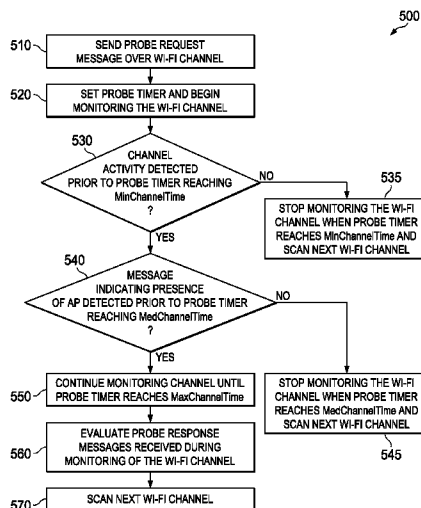 500
510
SEND PROBE REQUEST
MESSAGE OVER WI-FI CHANNEL
520
SET PROBE TIMER AND BEGIN
MONITORING THE WI-FI CHANNEL
530
CHANNEL
ACTIVITY DETECTED
PRIOR TO PROBE TIMER REACHING
MinChannelTime
?
NO
535
STOP MONITORING THE WI-FI
CHANNEL WHEN PROBE TIMER
REACHES MinChannelTime AND
SCAN NEXT WI-FI CHANNEL
YES
540
MESSAGE
INDICATING PRESENCE
OF AP DETECTED PRIOR TO PROBE TIMER
REACHING MedChannelTime
?
NO
YES
STOP MONITORING THE WI-FI
CHANNEL WHEN PROBE TIMER
REACHES MedChannelTime AND
SCAN NEXT WI-FI CHANNEL
545
550
CONTINUE MONITORING CHANNEL UNTIL
PROBE TIMER REACHES MaxChannelTime
560
EVALUATE PROBE RESPONSE
MESSAGES RECEIVED DURING
MONITORING OF THE WI-FI CHANNEL
570
SCAN NEXT WI-FI CHANNEL